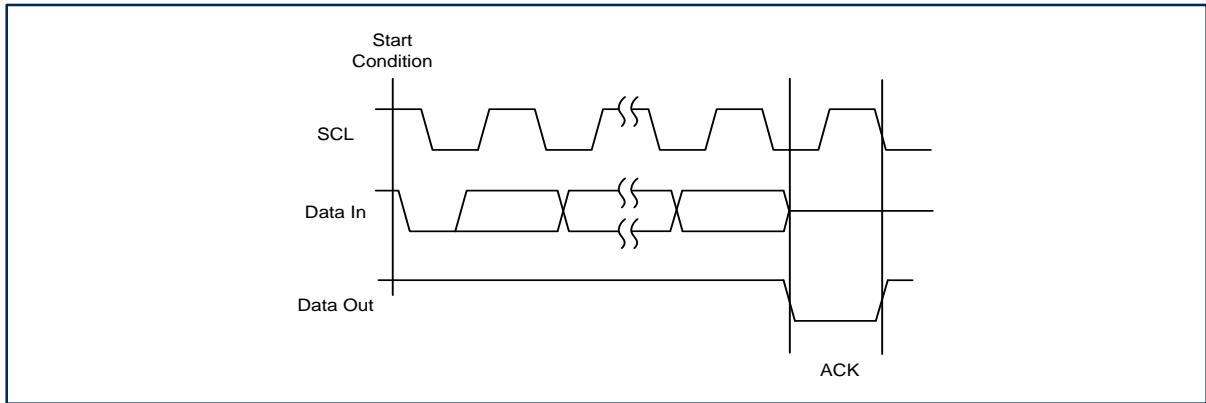 Start
Condition
SCL
Data In
Data Out
ACK